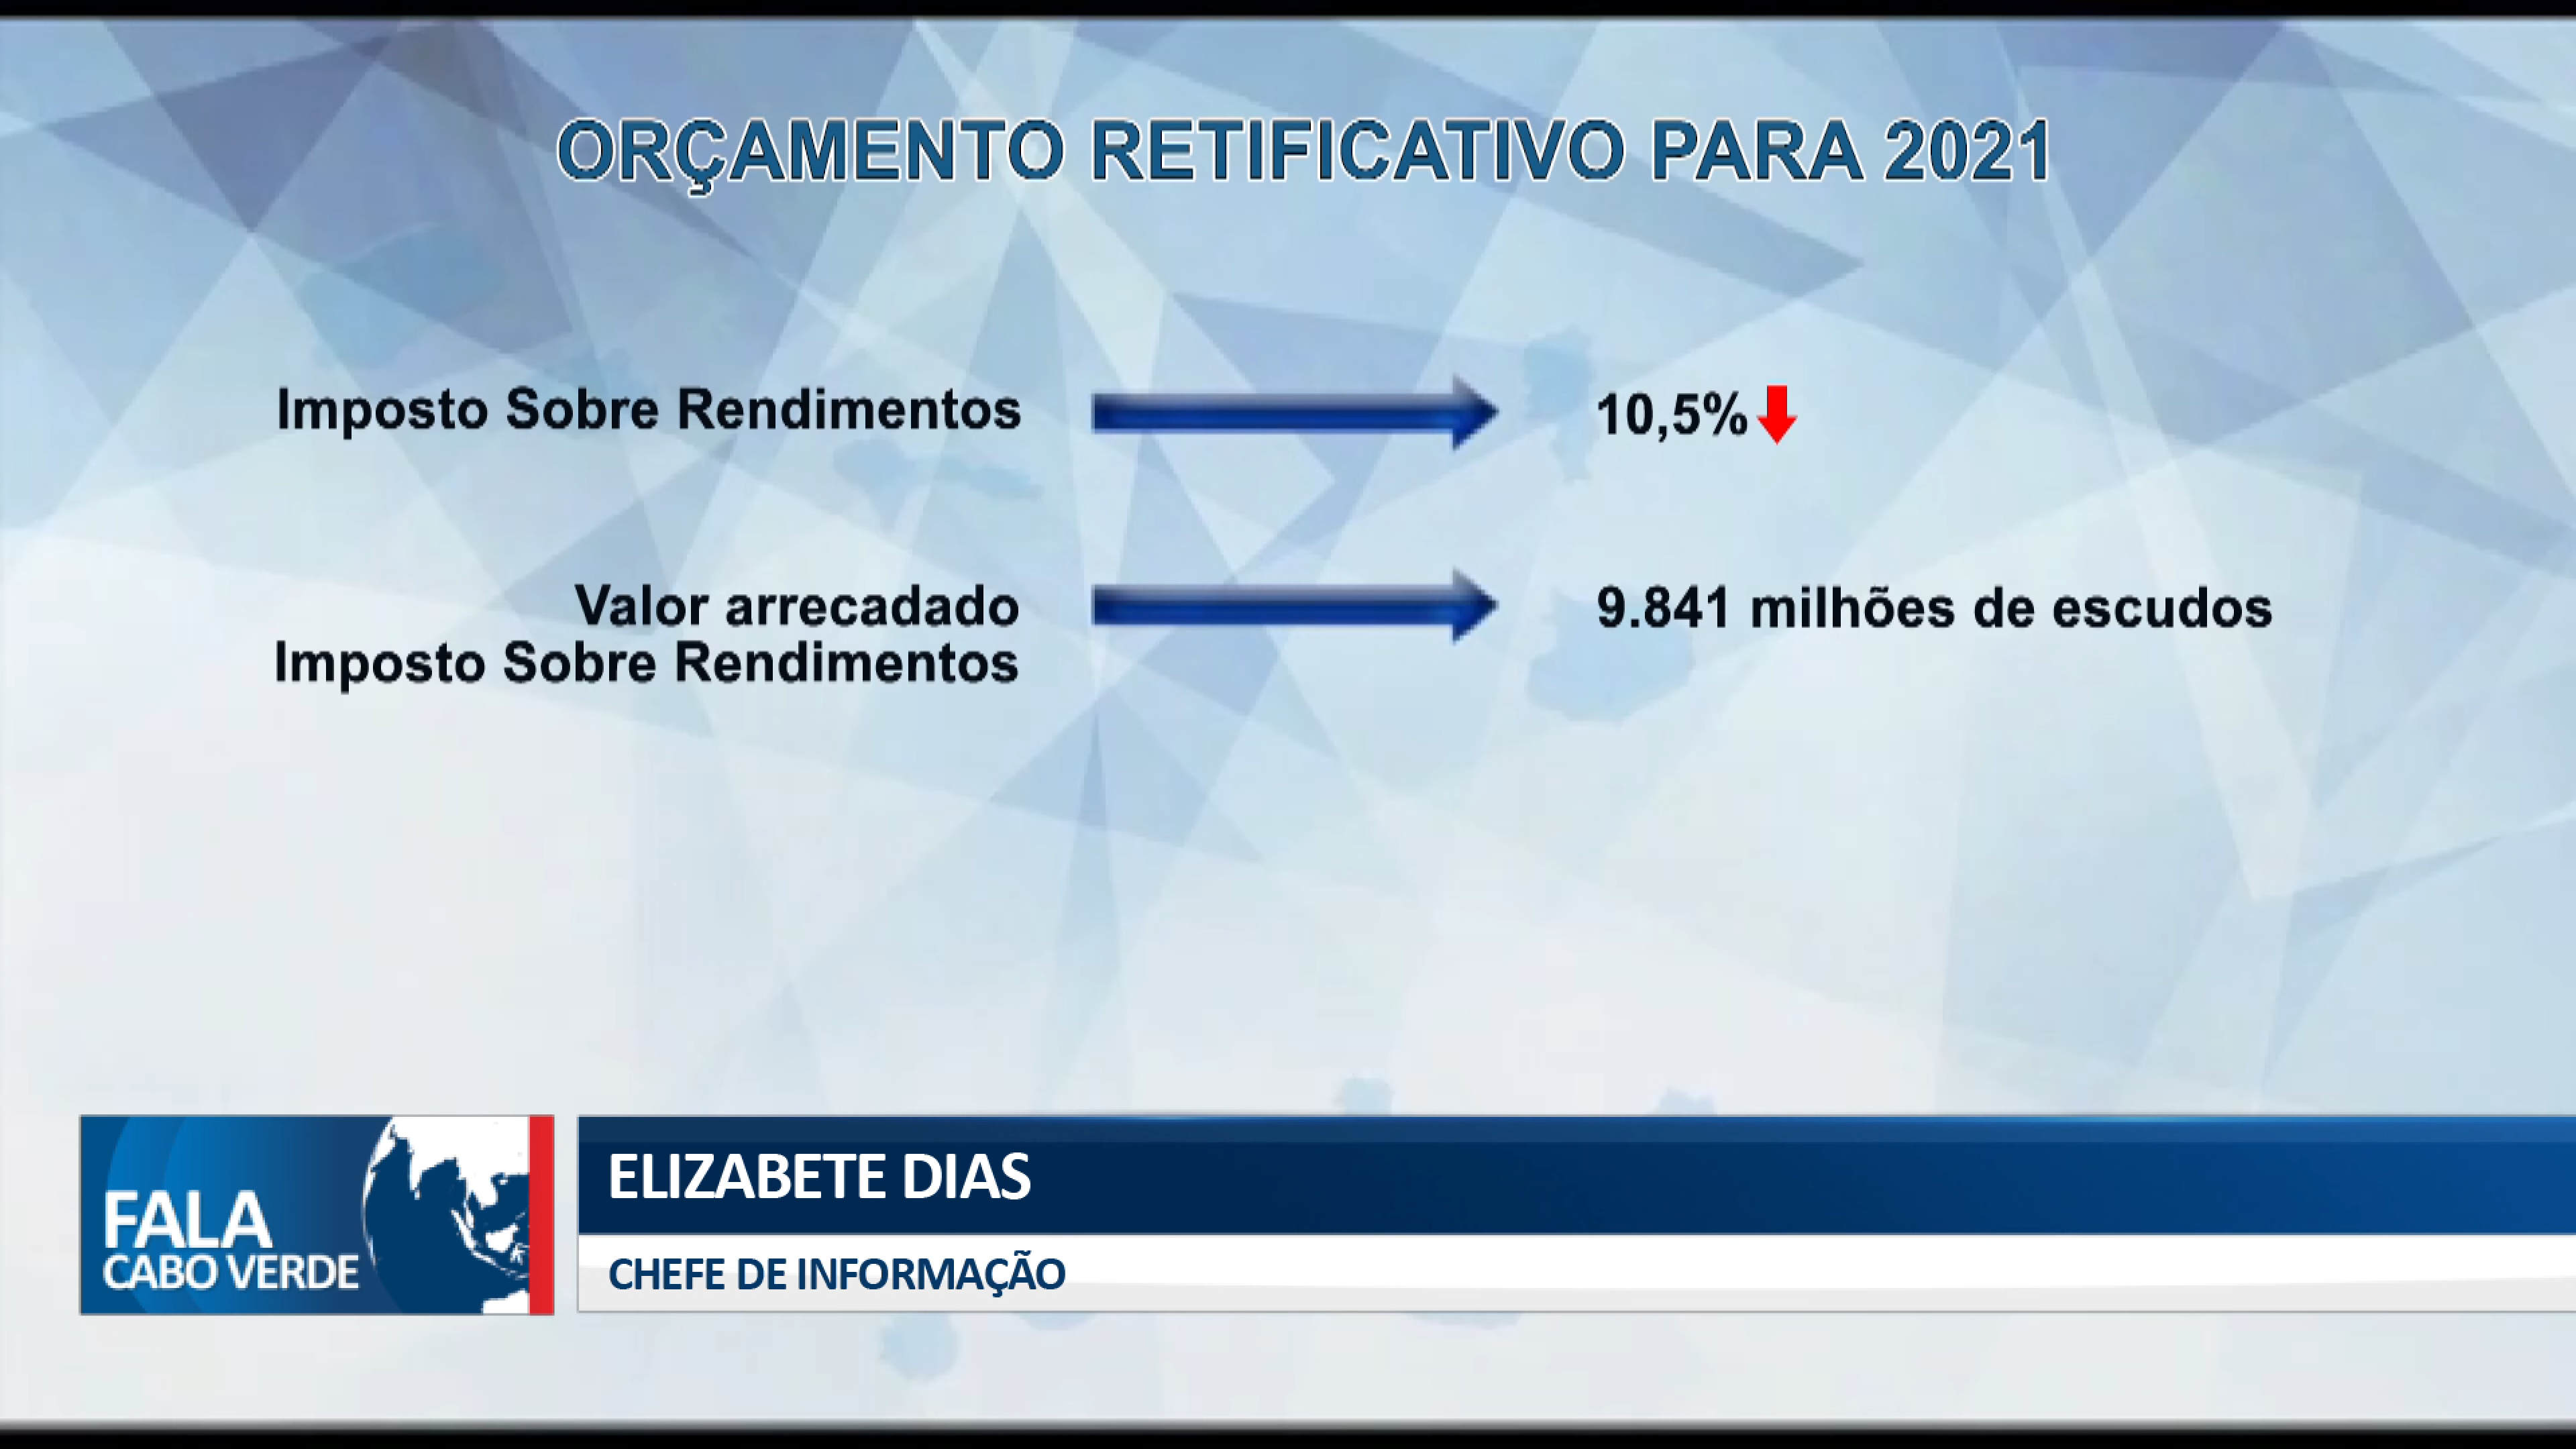 ORÇAMENTO RETIFICATIVO PARA 2021
Imposto Sobre Rendimentos
10,5%
Valor arrecadado
Imposto Sobre Rendimentos
9.841 milhões de escudos
FALA
CABO VERDE
ELIZABETE DIAS
CHEFE DE INFORMAÇÃO